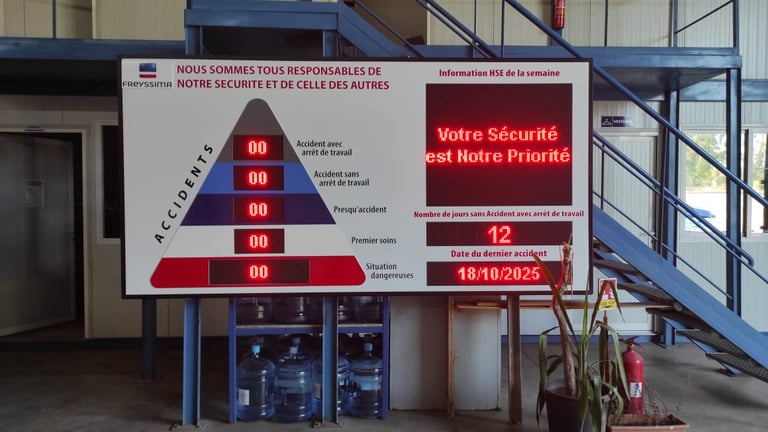 FREYSSIMA
NOUS SOMMES TOUS RESPONSABLES DE
NOTRE SECURITE ET DE CELLE DES AUTRES
ACCIDENTS
00
Accident avec
arrêt de travail
00
Accident sans
arrêt de travail
00
Presqu'accident
00
Premier soins
00
Situation
dangereuses
Information HSE de la semaine
Votre Sécurité
est Notre Priorité
Nombre de jours sans Accident avec arrêt de travail
12
Date du dernier accident
18/10/2025